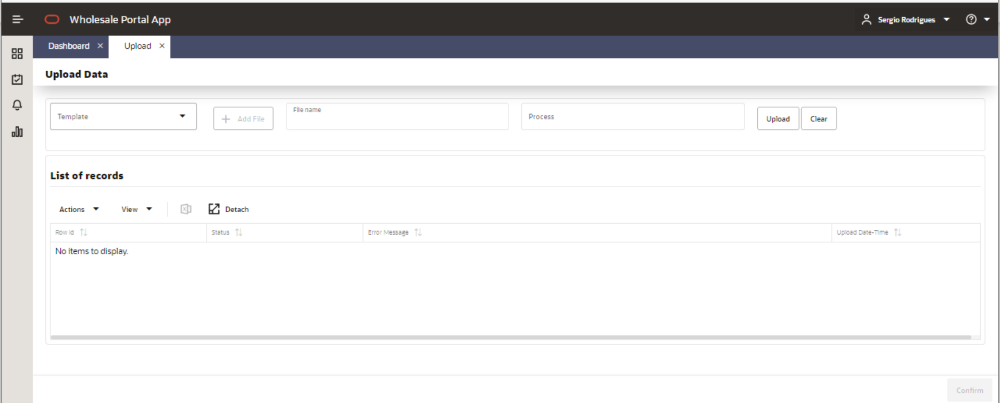 Wholesale Portal App
Sergio Rodrigues
Dashboard
Upload
Upload Data
Template
Add File
File name
Process
Upload
Clear
List of records
Actions
View
Detach
Row Id
Status
Error Message
Upload Date-Time
No items to display.
Confirm